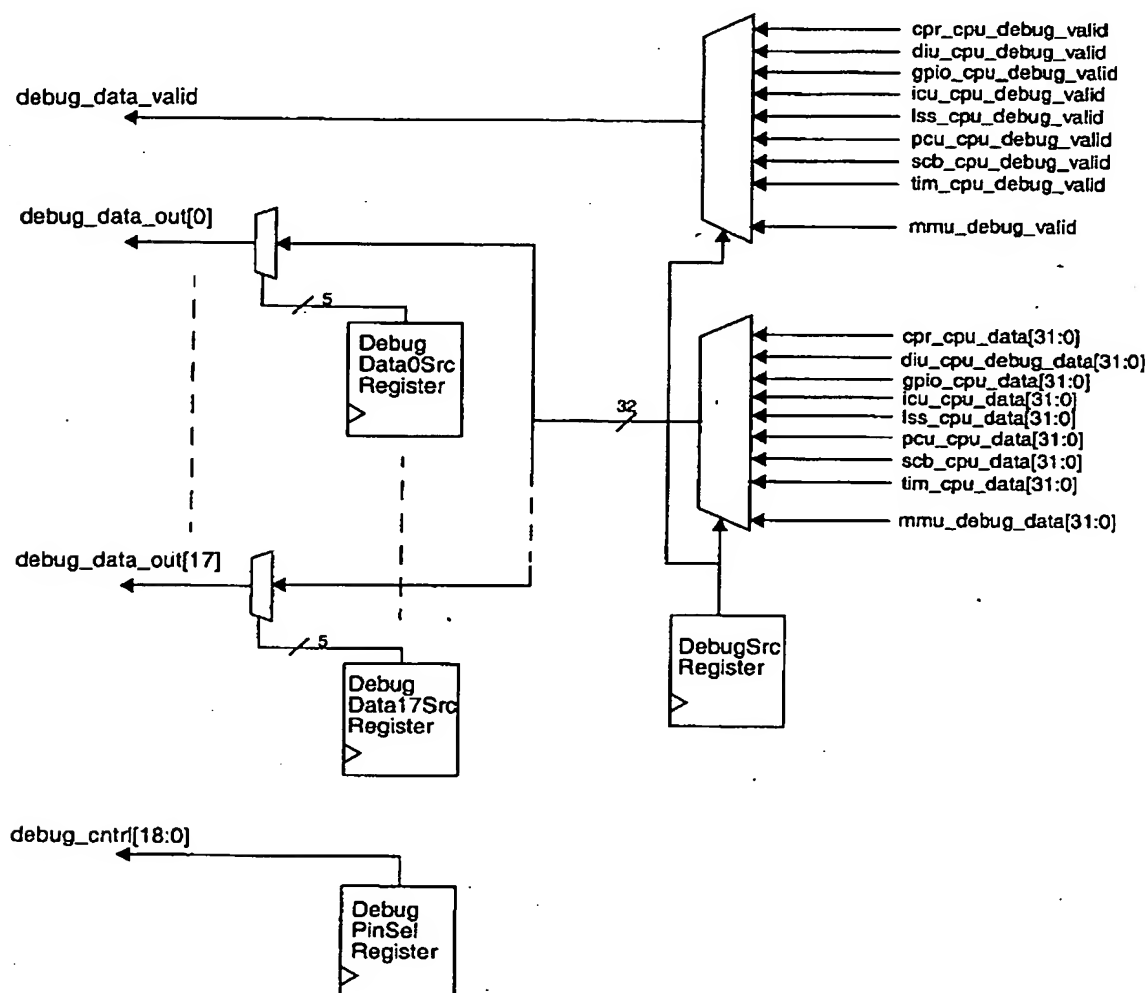 cpr_cpu_debug_valid
diu_cpu_debug_valid
gpio_cpu_debug_valid
icu_cpu_debug_valid
lss_cpu_debug_valid
pcu_cpu_debug_valid
scb_cpu_debug_valid
tim_cpu_debug_valid
mmu_debug_valid
debug_data_valid
debug_data_out[0]
5
Debug
Data0Src
Register
32
cpr_cpu_data[31:0]
diu_cpu_debug_data[31:0]
gpio_cpu_data[31:0]
icu_cpu_data[31:0]
lss_cpu_data[31:0]
pcu_cpu_data[31:0]
scb_cpu_data[31:0]
tim_cpu_data[31:0]
mmu_debug_data[31:0]
debug_data_out[17]
5
Debug
Data17Src
Register
DebugSrc
Register
debug_cntrl[18:0]
Debug
PinSel
Register